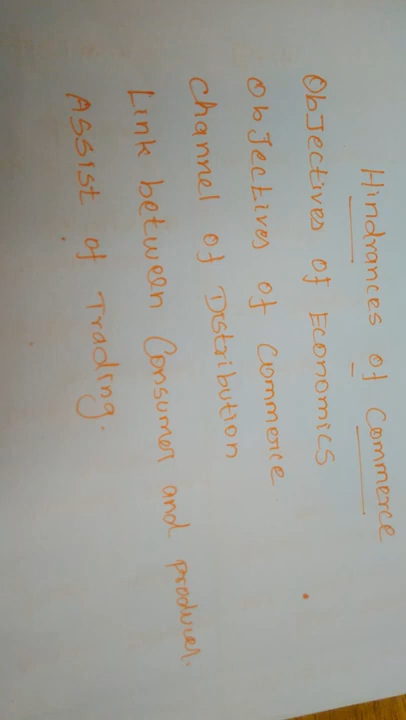 Hindrances of Commerce
Objectives of Economics
Objectives of Commerce
Channel of Distribution
Link between Consumer and producer.
Assist of Trading.